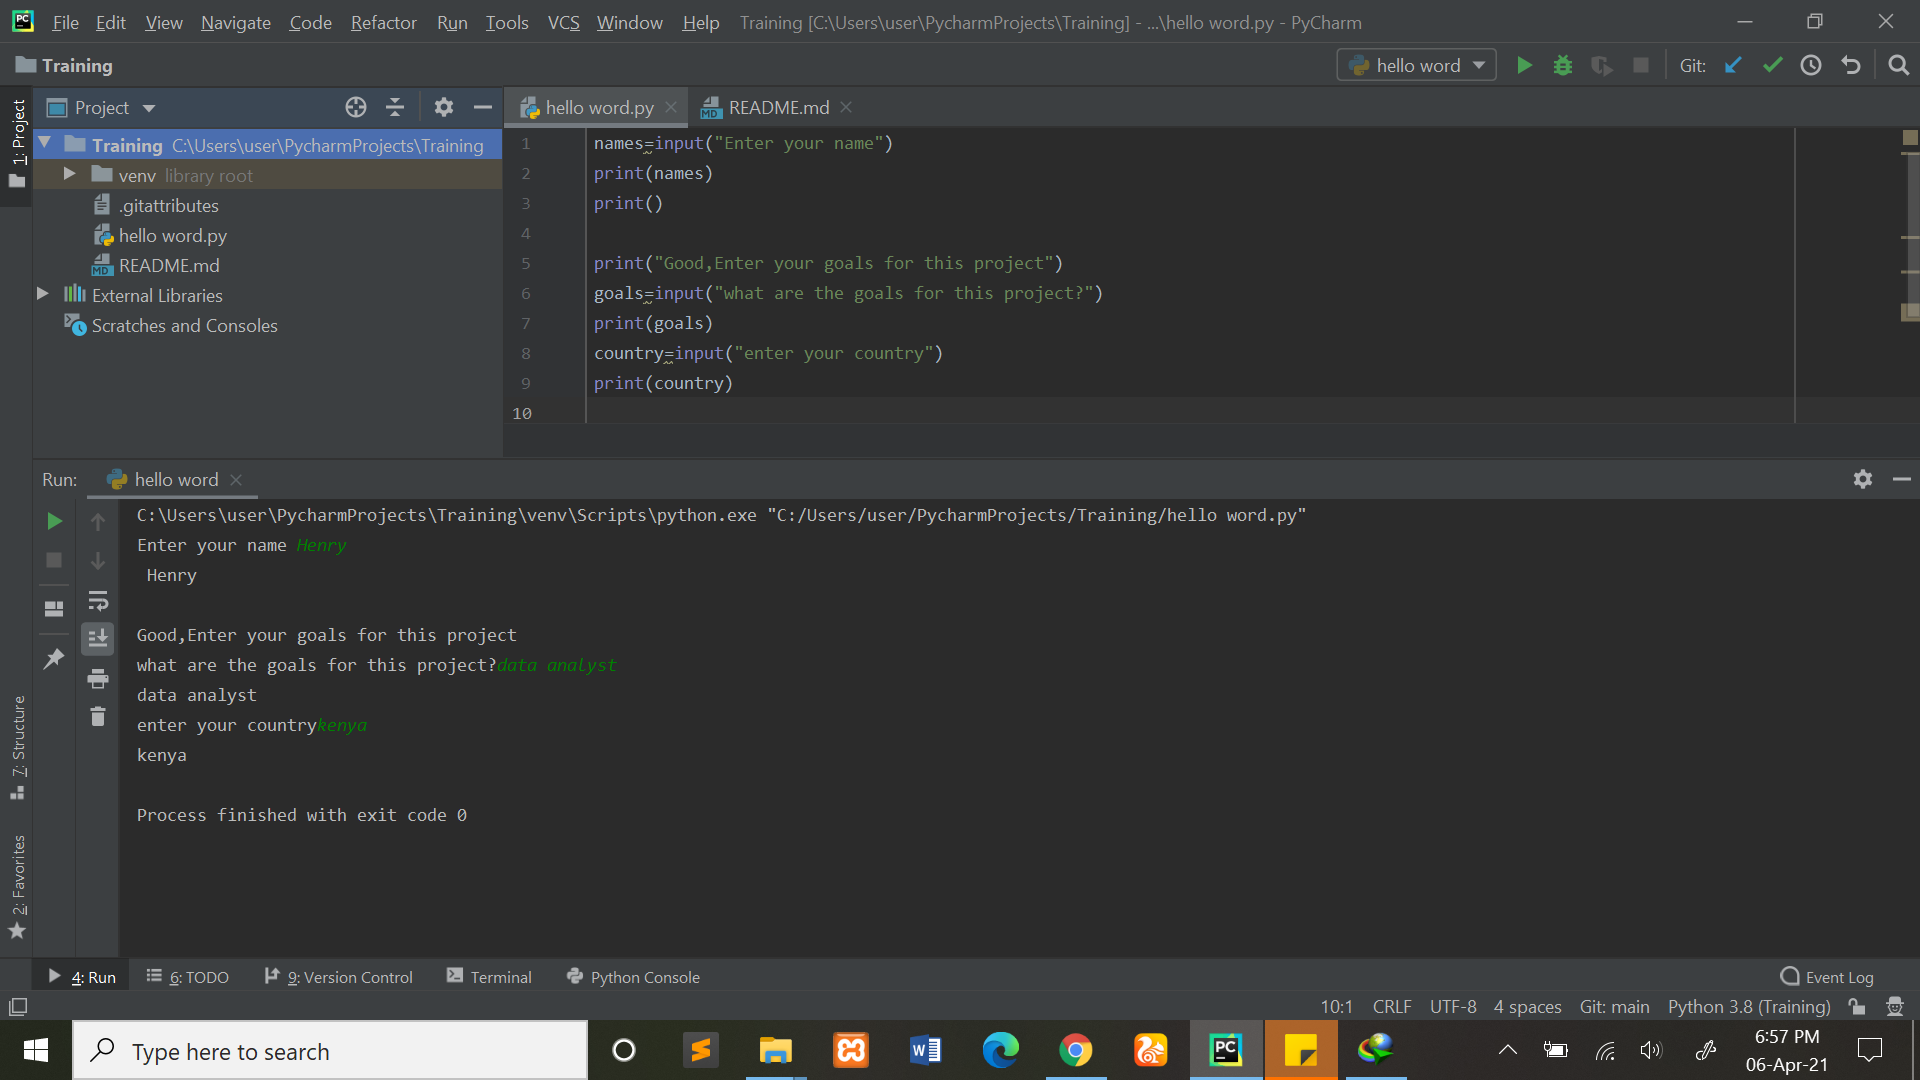 PC File Edit View Navigate Code Refactor Run Tools VCS Window Help Training [C:\Users\user\PycharmProjects\Training] - ...\hello word.py - PyCharm
Training hello word Git:
1: Project
Project
hello word.py README.md
Training C:\Users\user\PycharmProjects\Training
venv library root
.gitattributes
hello word.py
MD README.md
External Libraries
Scratches and Consoles
1 names=input("Enter your name")
2 print(names)
3 print()
4
5 print("Good,Enter your goals for this project")
6 goals=input("what are the goals for this project?")
7 print(goals)
8 country=input("enter your country")
9 print(country)
10
Run: hello word
C:\Users\user\PycharmProjects\Training\venv\Scripts\python.exe "C:/Users/user/PycharmProjects/Training/hello word.py"
Enter your name Henry
 Henry
Good,Enter your goals for this project
what are the goals for this project?data analyst
data analyst
enter your countrykenya
kenya
Process finished with exit code 0
7: Structure
2: Favorites
4: Run 6: TODO 9: Version Control Terminal Python Console Event Log
10:1 CRLF UTF-8 4 spaces Git: main Python 3.8 (Training)
Type here to search
PC
6:57 PM
06-Apr-21